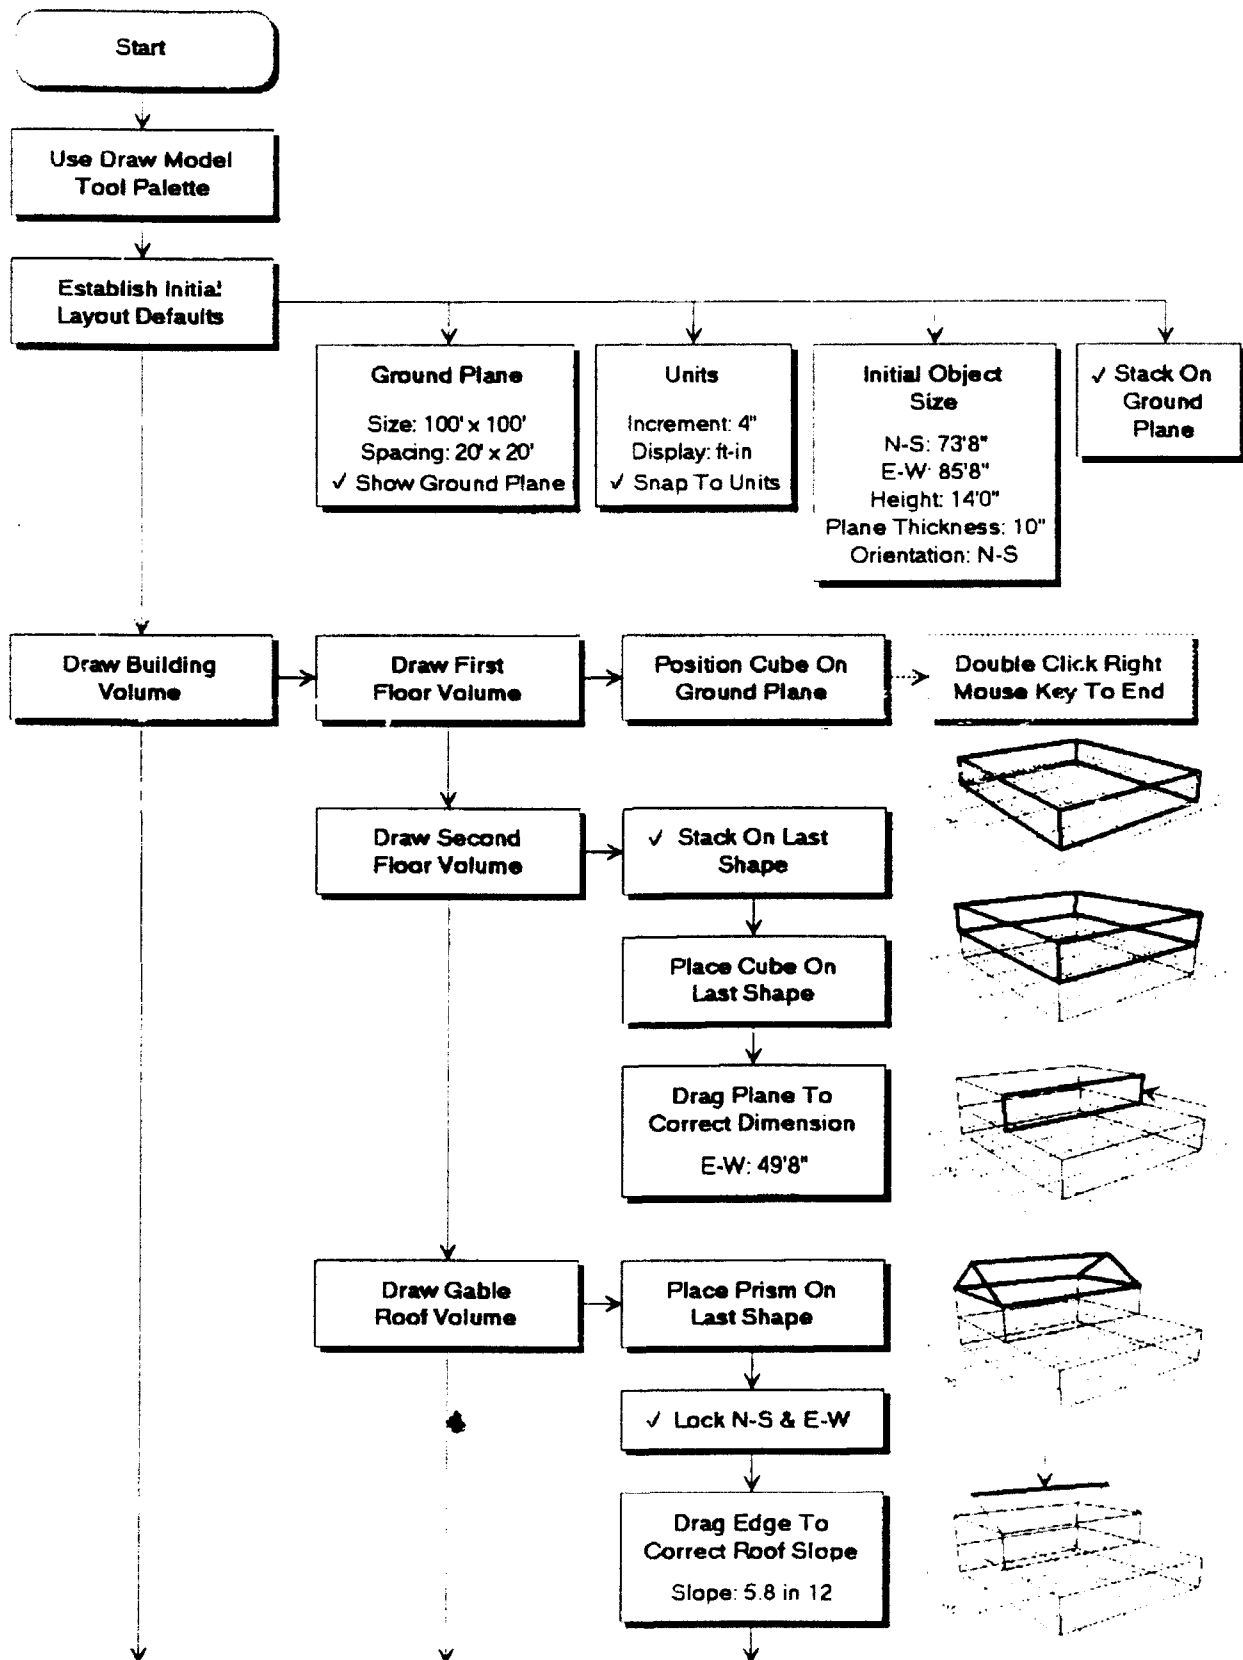 Start
Use Draw Model
Tool Palette
Establish Initial
Layout Defaults
Ground Plane
Size: 100' x 100'
Spacing: 20' x 20'
✓ Show Ground Plane
Units
Increment: 4"
Display: ft-in
✓ Snap To Units
Initial Object
Size
N-S: 73'8"
E-W: 85'8"
Height: 14'0"
Plane Thickness: 10"
Orientation: N-S
✓ Stack On
Ground
Plane
Draw Building
Volume
Draw First
Floor Volume
Position Cube On
Ground Plane
Double Click Right
Mouse Key To End
Draw Second
Floor Volume
✓ Stack On Last
Shape
Place Cube On
Last Shape
Drag Plane To
Correct Dimension
E-W: 49'8"
Draw Gable
Roof Volume
Place Prism On
Last Shape
✓ Lock N-S & E-W
Drag Edge To
Correct Roof Slope
Slope: 5.8 in 12